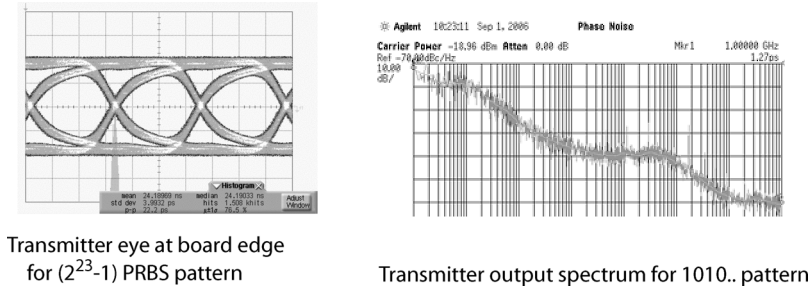 Agilent 10:23:11 Sep 1, 2006 Phase Noise
Carrier Power -18.96 dBm Atten 0.00 dB Mkr1 1.00000 GHz
Ref -70.00dBc/Hz 1.27ps
10.00
dB/
Histogram
mean 24.18969 ns median 24.19033 ns
std dev 3.9932 ps hits 1.508 khits
p-p 22.2 ps μ±1σ 76.5 %
Adjust
Window
Transmitter eye at board edge
for (2²³-1) PRBS pattern
Transmitter output spectrum for 1010.. pattern